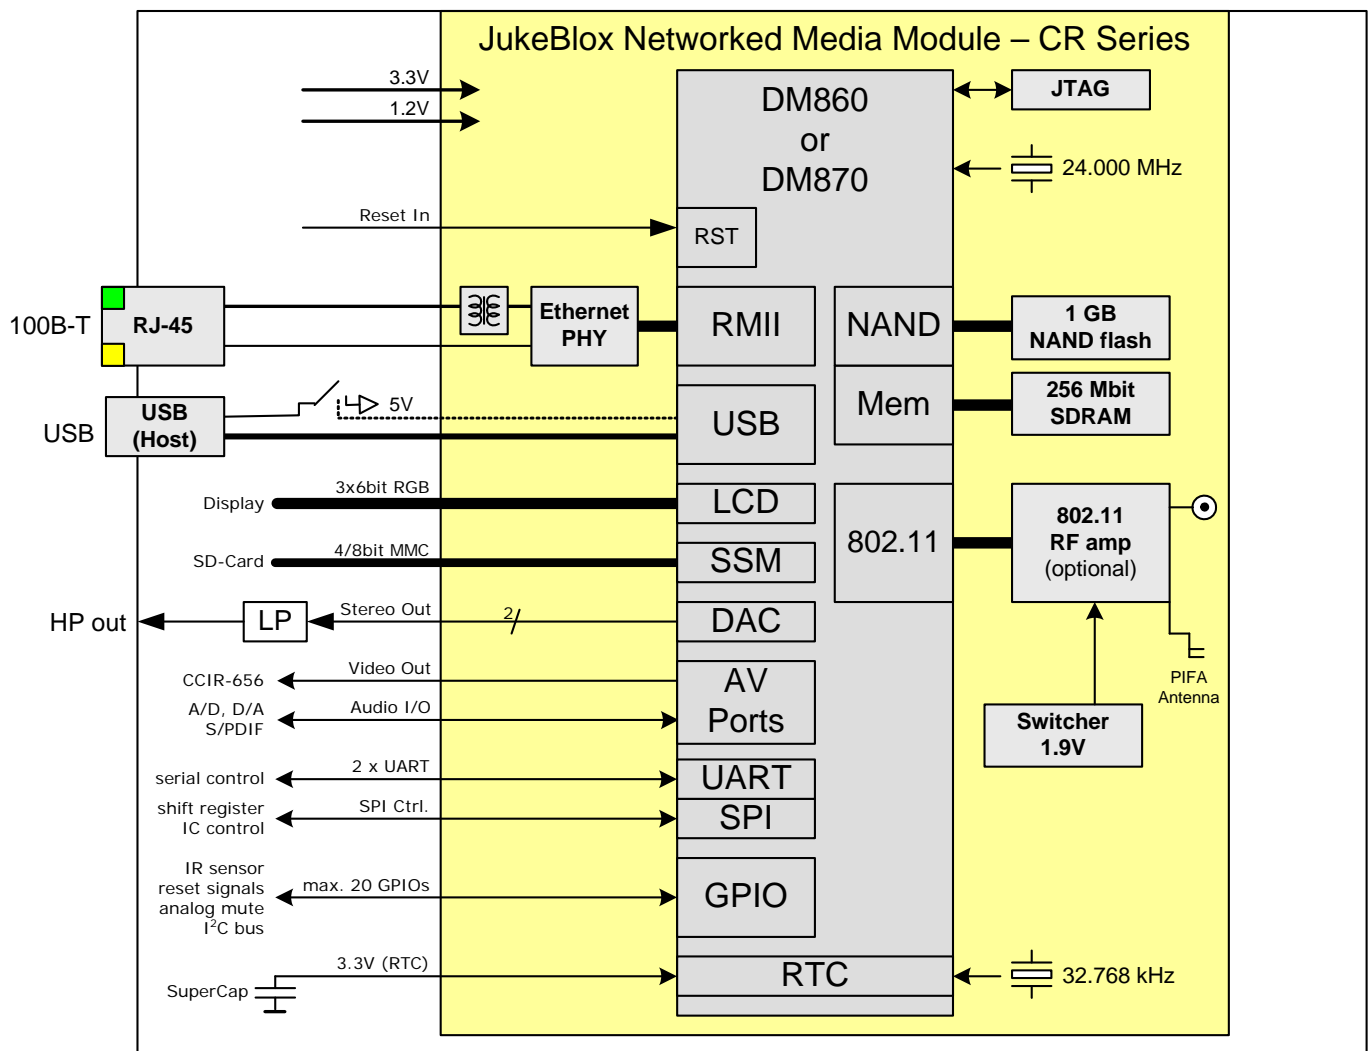 JukeBlox Networked Media Module – CR Series
3.3V
1.2V
DM860
or
DM870
JTAG
24.000 MHz
Reset In
RST
100B-T
RJ-45
Ethernet
PHY
RMII
NAND
1 GB
NAND flash
USB
USB
(Host)
5V
USB
Mem
256 Mbit
SDRAM
Display
3x6bit RGB
LCD
SD-Card
4/8bit MMC
SSM
802.11
802.11
RF amp
(optional)
HP out
LP
Stereo Out
2
DAC
CCIR-656
Video Out
A/D, D/A
S/PDIF
Audio I/O
AV
Ports
PIFA
Antenna
Switcher
1.9V
serial control
2 x UART
UART
shift register
IC control
SPI Ctrl.
SPI
IR sensor
reset signals
analog mute
I²C bus
max. 20 GPIOs
GPIO
SuperCap
3.3V (RTC)
RTC
32.768 kHz